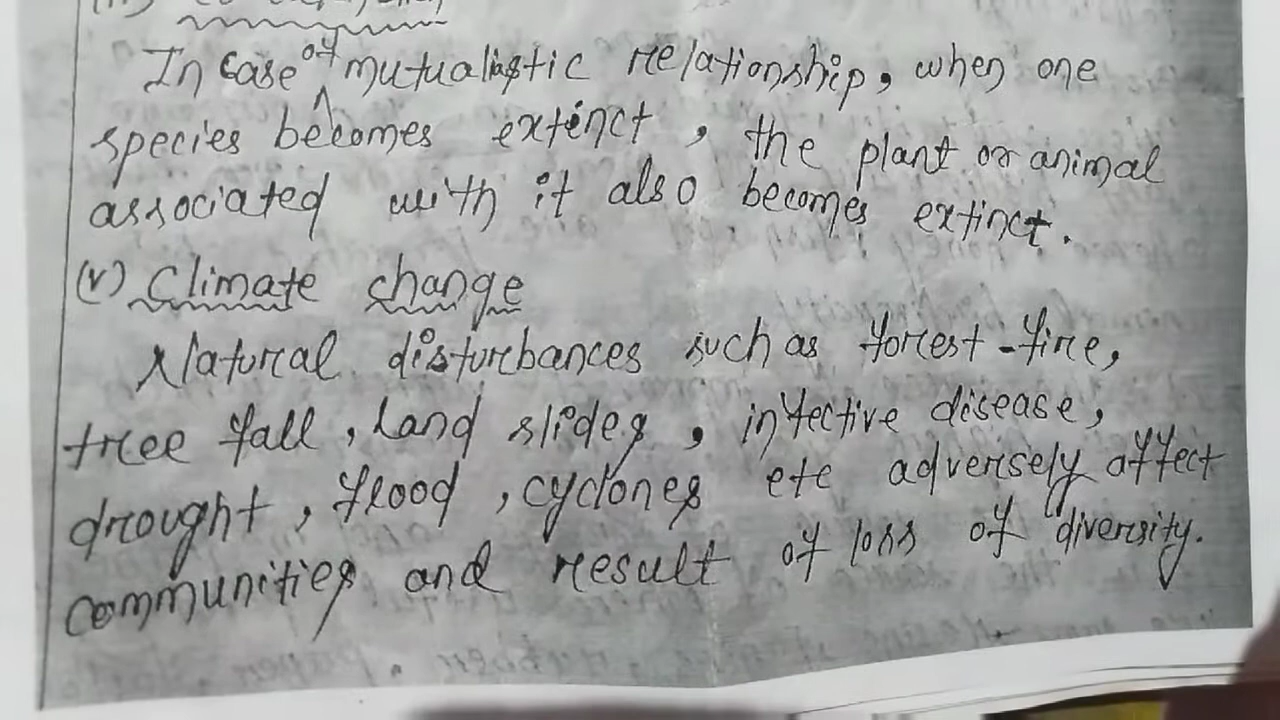 In case of mutualistic relationship, when one
species becomes extinct, the plant or animal
associated with it also becomes extinct.
(v) Climate change
Natural disturbances such as forest-fire,
tree fall, Land slides, infective disease,
drought, flood, cyclones etc adversely affect
communities and result of loss of diversity.